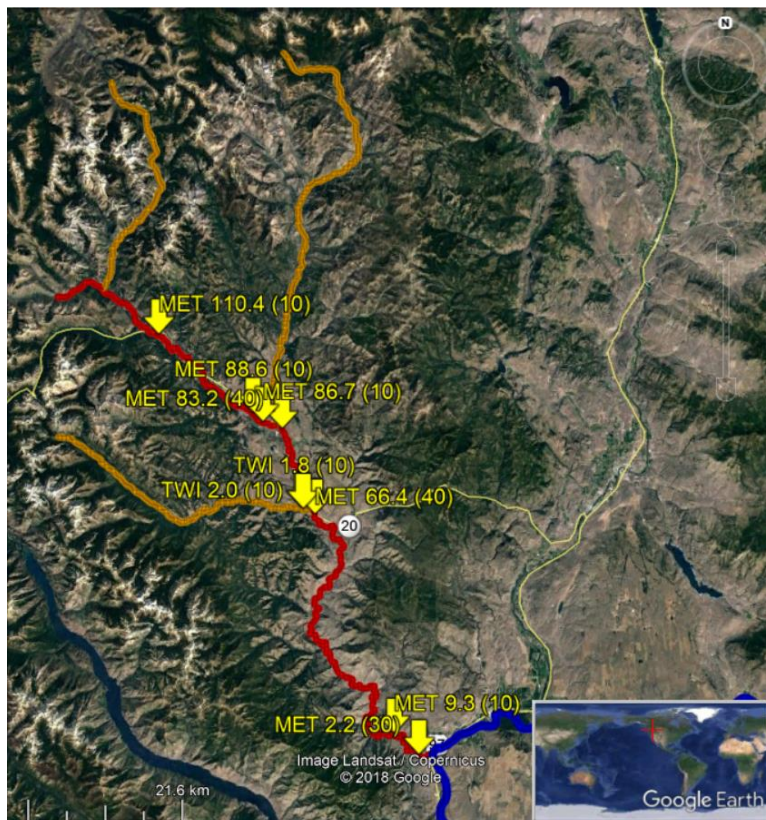 N
MET 110.4 (10)
MET 88.6 (10)
MET 83.2 (40)
MET 86.7 (10)
TWI 1.8 (10)
TWI 2.0 (10)
MET 66.4 (40)
20
MET 9.3 (10)
MET 2.2 (30)
Image Landsat / Copernicus
© 2018 Google
21.6 km
Google Earth